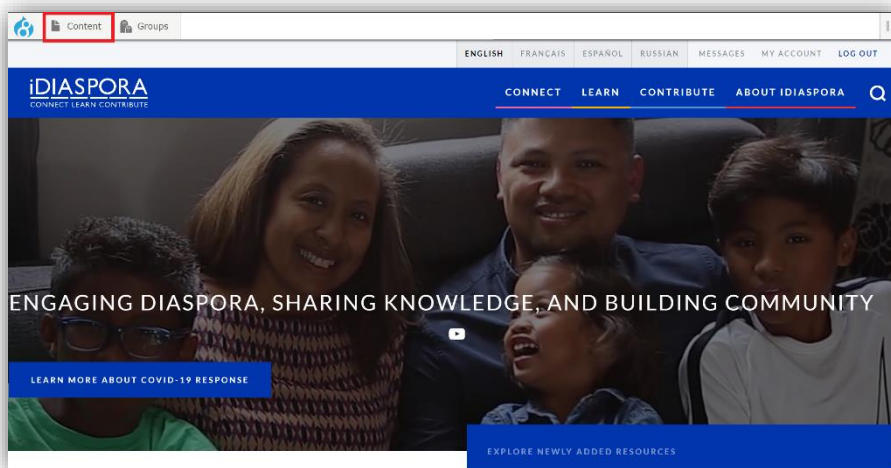 Content Groups
ENGLISH FRANÇAIS ESPAÑOL RUSSIAN MESSAGES MY ACCOUNT LOG OUT
iDIASPORA
CONNECT LEARN CONTRIBUTE
CONNECT LEARN CONTRIBUTE ABOUT IDIASPORA
ENGAGING DIASPORA, SHARING KNOWLEDGE, AND BUILDING COMMUNITY
LEARN MORE ABOUT COVID-19 RESPONSE
EXPLORE NEWLY ADDED RESOURCES